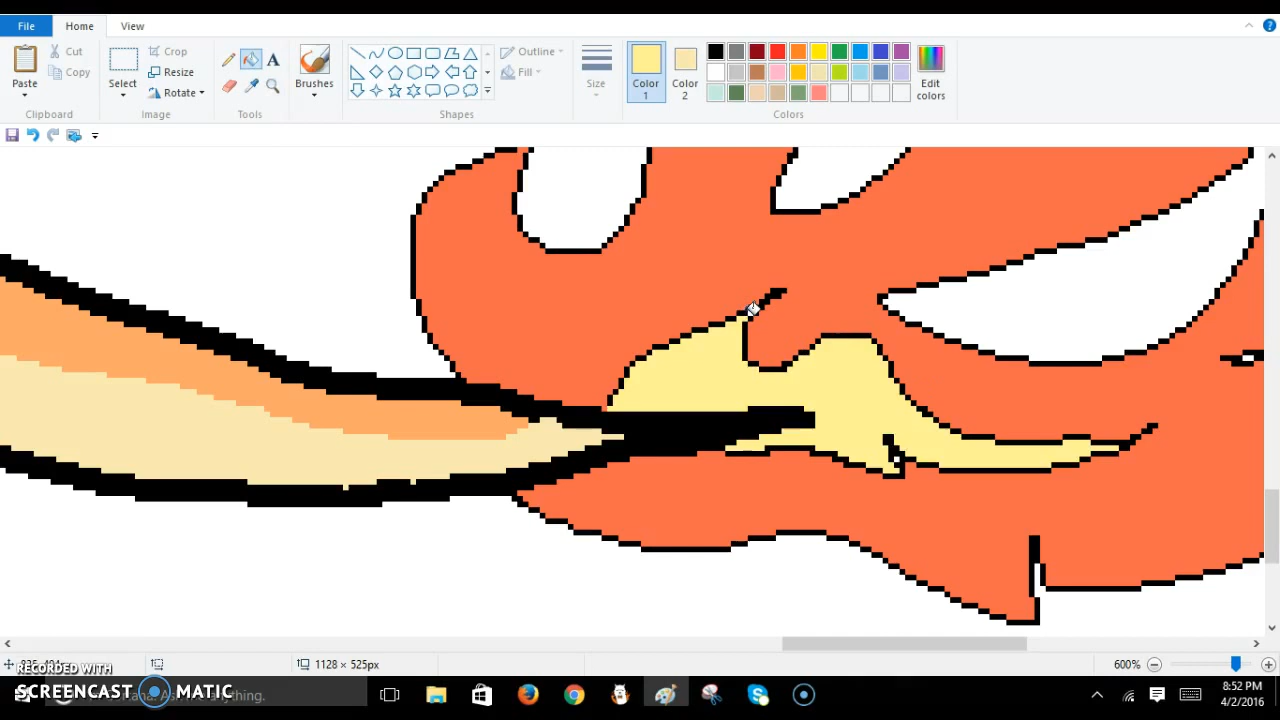 File Home View
Paste Cut Copy Clipboard
Select Crop Resize Rotate Image
Tools
Brushes
Outline Fill Shapes
Size
Color 1 Color 2 Edit colors Colors
1128 × 525px 600%
RECORDED WITH
SCREENCAST MATIC
anything.
8:52 PM
4/2/2016